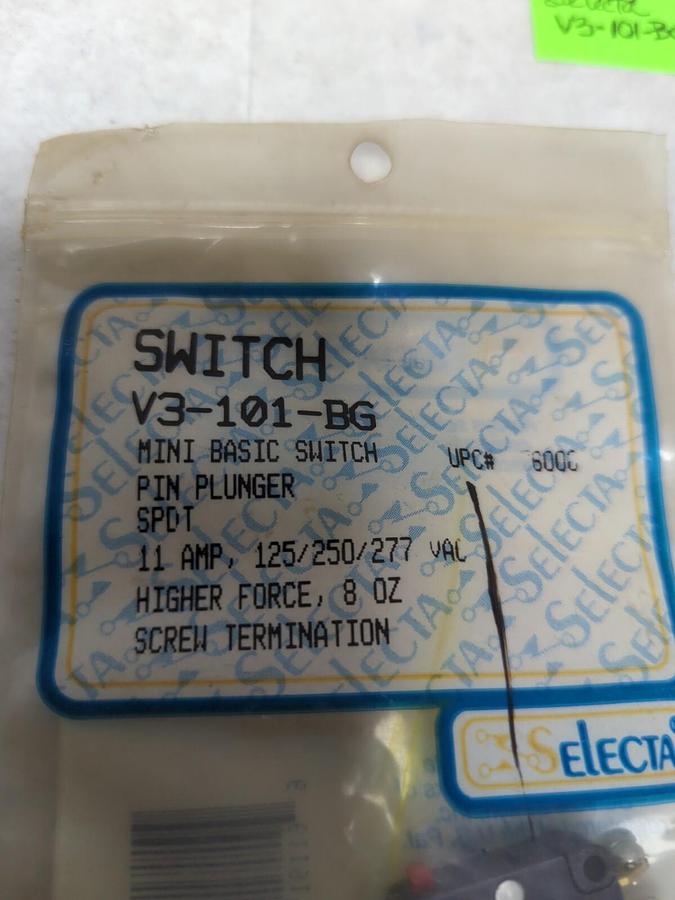 Selecta
V3-101-BG
SWITCH
V3-101-BG
MINI BASIC SWITCH UPC#
PIN PLUNGER
SPDT
11 AMP, 125/250/277 VAC
HIGHER FORCE, 8 OZ
SCREW TERMINATION
SELECTA